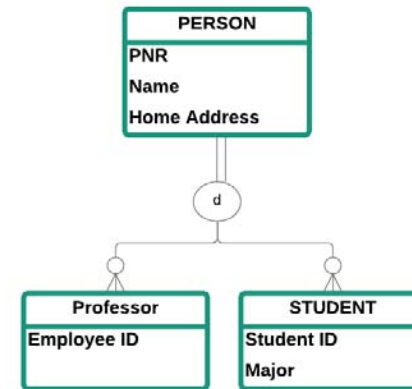 PERSON
PNR
Name
Home Address
d
Professor
Employee ID
STUDENT
Student ID
Major